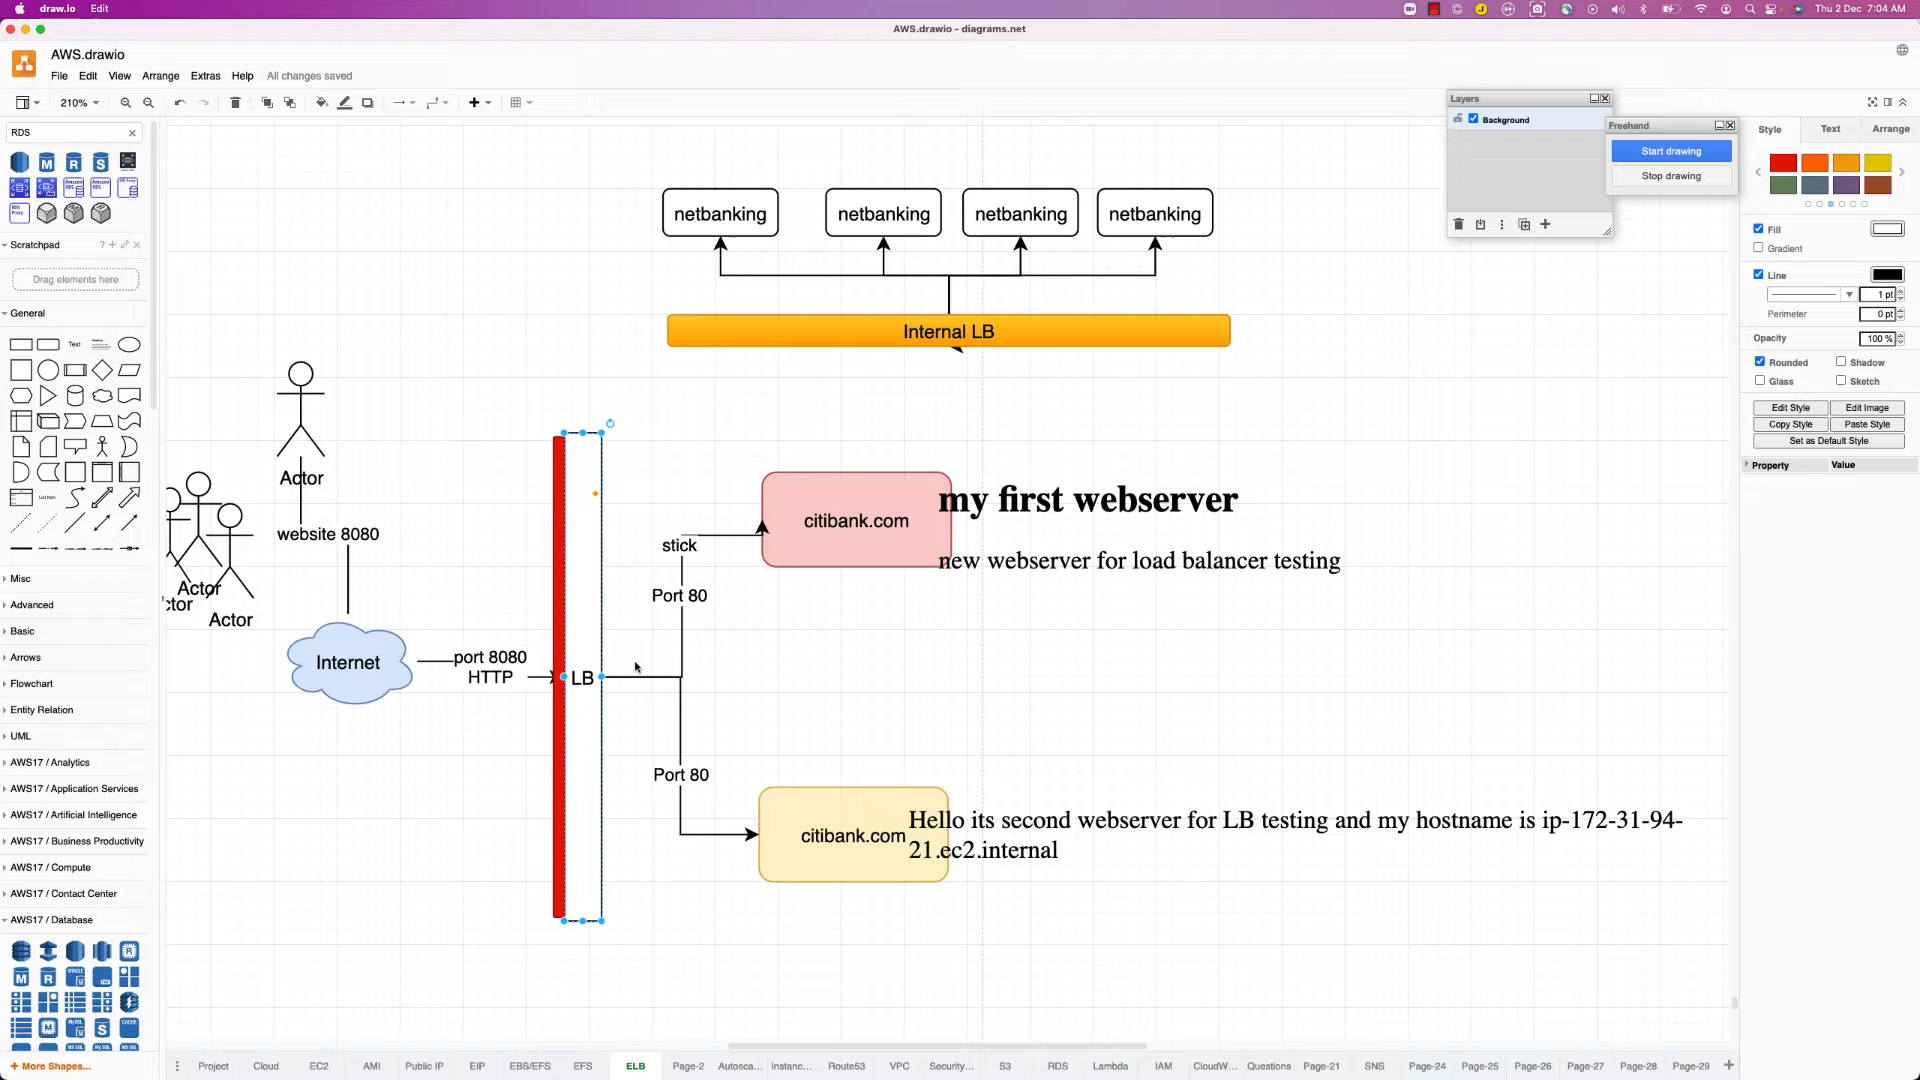 draw.io Edit
Thu 2 Dec 7:04 AM
AWS.drawio - diagrams.net
AWS.drawio
File Edit View Arrange Extras Help All changes saved
210%
RDS
Scratchpad
Drag elements here
General
Text
Misc
Advanced
Basic
Arrows
Flowchart
Entity Relation
UML
AWS17 / Analytics
AWS17 / Application Services
AWS17 / Artificial Intelligence
AWS17 / Business Productivity
AWS17 / Compute
AWS17 / Contact Center
AWS17 / Database
+ More Shapes...
netbanking netbanking netbanking netbanking
Internal LB
Actor
website 8080
Actor
ctor
Actor
Internet
port 8080
HTTP
LB
stick
Port 80
Port 80
citibank.com
my first webserver
new webserver for load balancer testing
citibank.com
Hello its second webserver for LB testing and my hostname is ip-172-31-94-
21.ec2.internal
Layers
Background
Freehand
Start drawing
Stop drawing
Style Text Arrange
Fill
Gradient
Line
1 pt
Perimeter 0 pt
Opacity 100 %
Rounded Shadow
Glass Sketch
Edit Style Edit Image
Copy Style Paste Style
Set as Default Style
Property Value
Project Cloud EC2 AMI Public IP EIP EBS/EFS EFS ELB Page-2 Autosca... Instanc... Route53 VPC Security... S3 RDS Lambda IAM CloudW... Questions Page-21 SNS Page-24 Page-25 Page-26 Page-27 Page-28 Page-29